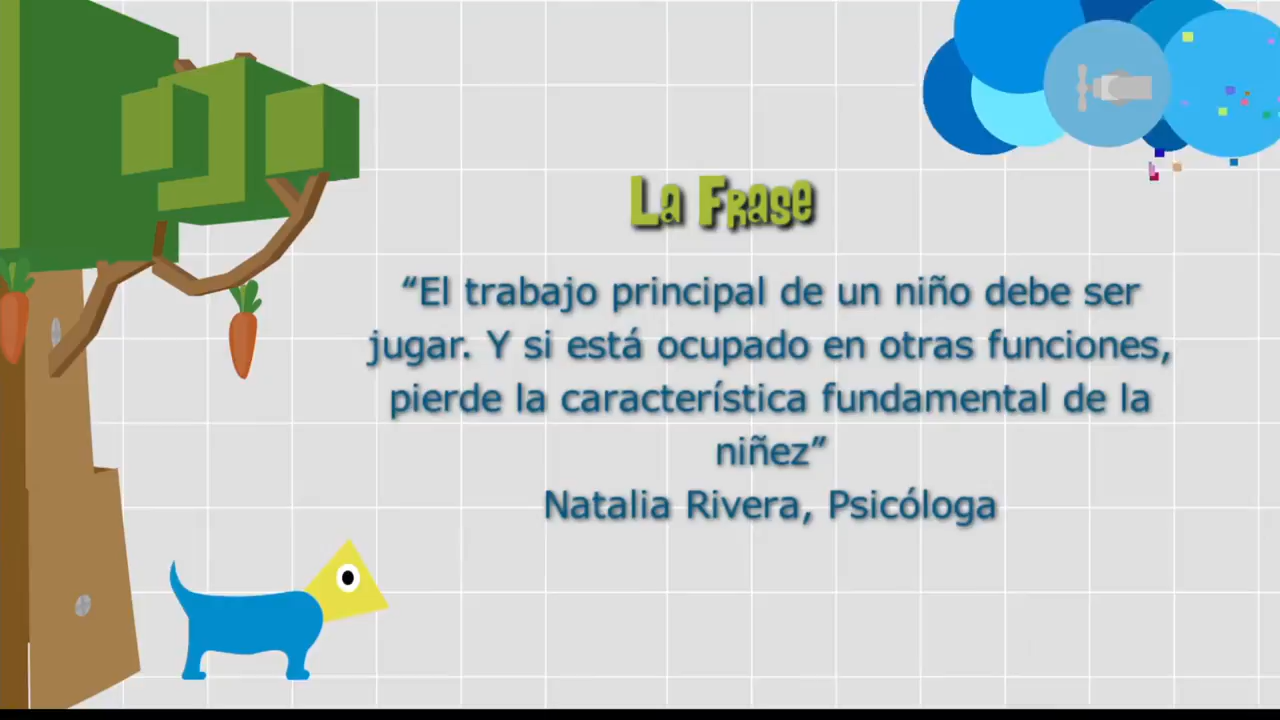 La Frase
“El trabajo principal de un niño debe ser
jugar. Y si está ocupado en otras funciones,
pierde la característica fundamental de la
niñez”
Natalia Rivera, Psicóloga